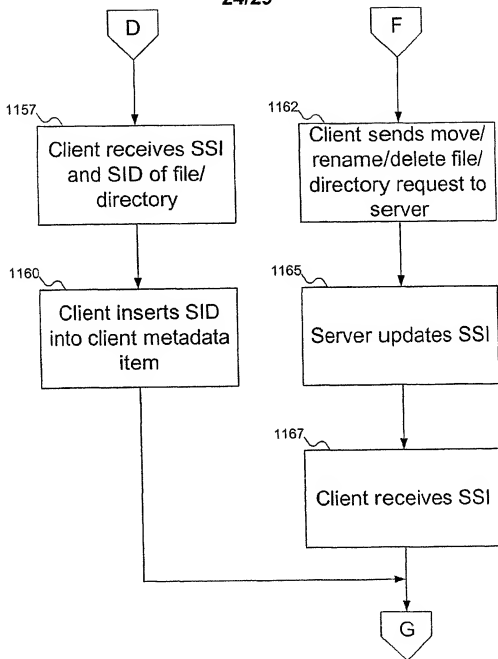 24/29
D
F
1157
Client receives SSI
and SID of file/
directory
1162
Client sends move/
rename/delete file/
directory request to
server
1160
Client inserts SID
into client metadata
item
1165
Server updates SSI
1167
Client receives SSI
G